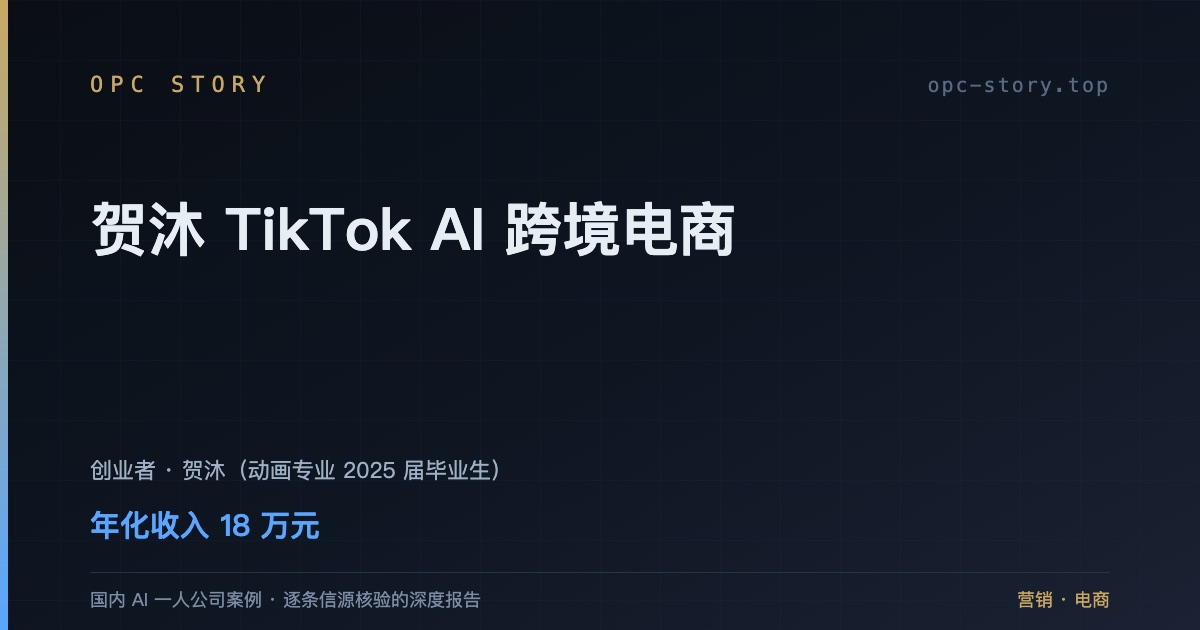 OPC STORY
opc-story.top
贺沐 TikTok AI 跨境电商
创业者 · 贺沐（动画专业 2025 届毕业生）
年化收入 18 万元
国内 AI 一人公司案例 · 逐条信源核验的深度报告
营销 · 电商